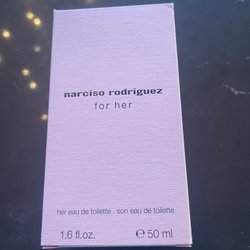 narciso rodriguez
for her
her eau de toilette . son eau de toilette
1.6 fl.oz. ℮ 50 ml